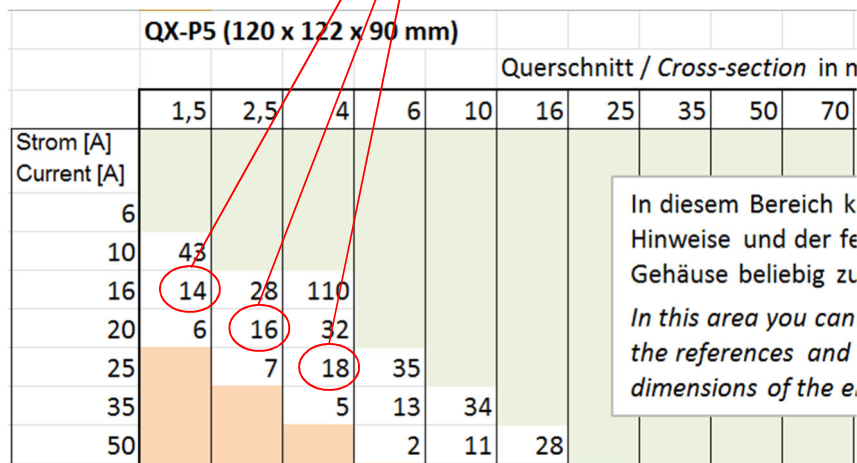 QX-P5 (120 x 122 x 90 mm)
Querschnitt / Cross-section in
1,5 2,5 4 6 10 16 25 35 50 70
Strom [A]
Current [A]
6
10 43
16 14 28 110
20 6 16 32
25 7 18 35
35 5 13 34
50 2 11 28
In diesem Bereich
Hinweise und der
Gehäuse beliebig
In this area you can
the references and
dimensions of the